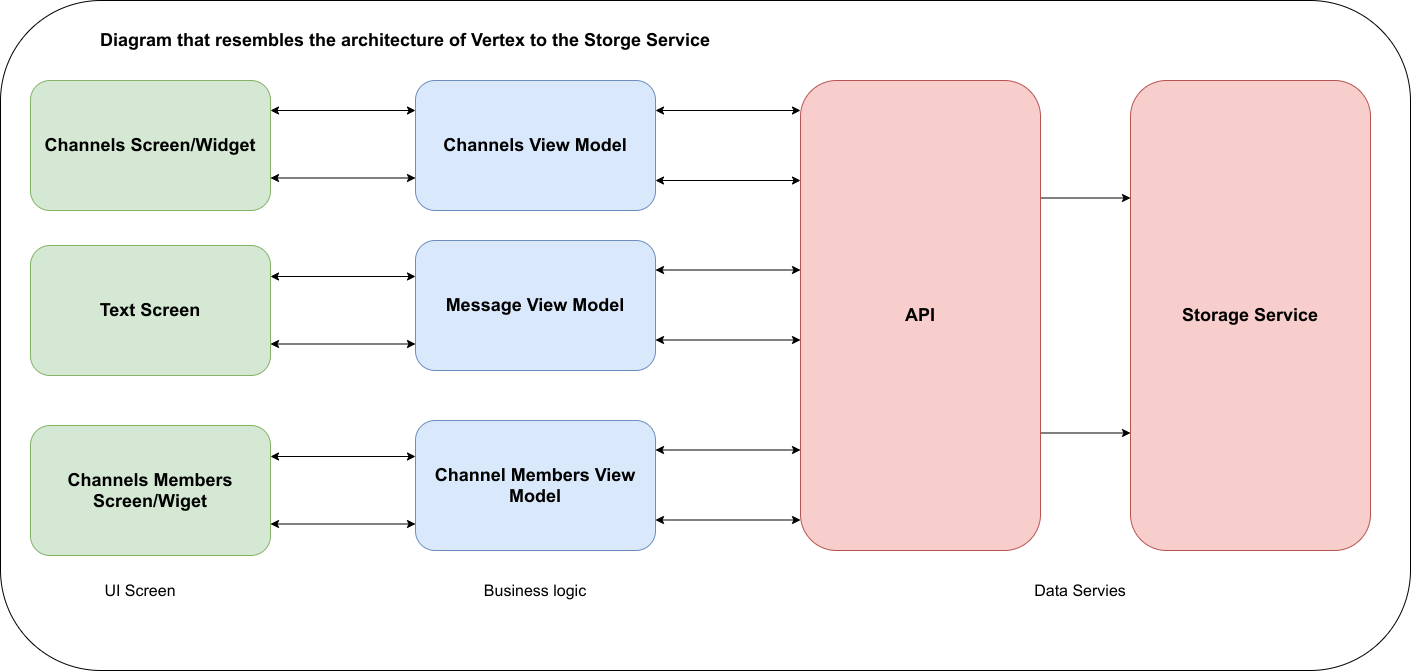 Diagram that resembles the architecture of Vertex to the Storge Service
Channels Screen/Widget
Channels View Model
Text Screen
Message View Model
API
Storage Service
Channels Members
Screen/Wiget
Channel Members View
Model
UI Screen
Business logic
Data Servies